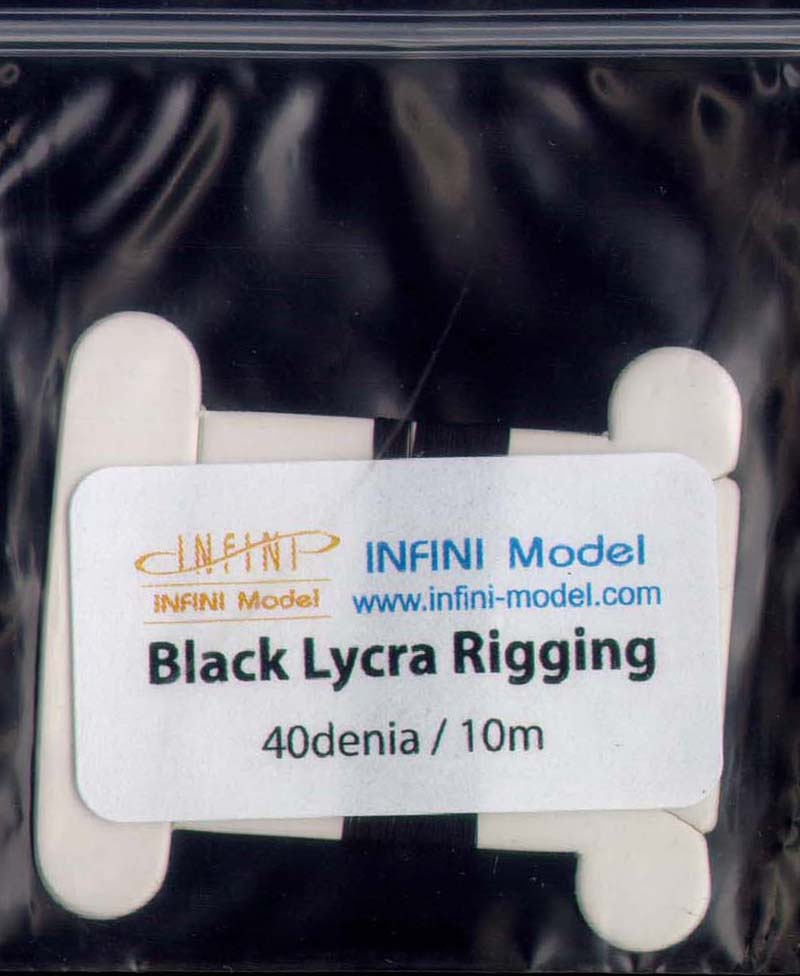 INFINI
INFINI Model
INFINI Model
www.infini-model.com
Black Lycra Rigging
40denia / 10m